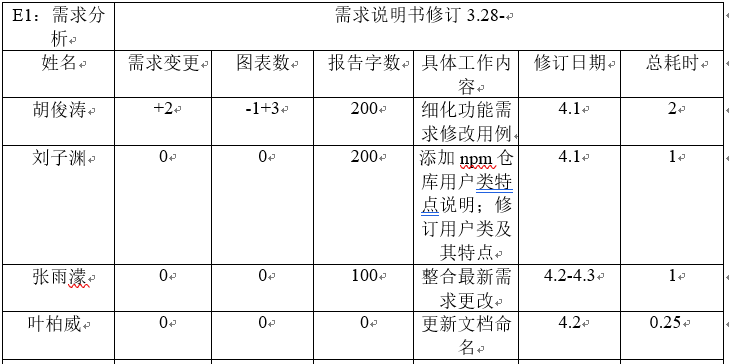 E1：需求分析 需求说明书修订 3.28-
姓名 需求变更 图表数 报告字数 具体工作内容 修订日期 总耗时
胡俊涛 +2 -1+3 200 细化功能需求修改用例 4.1 2
刘子渊 0 0 200 添加 npm 仓库用户类特点说明；修订用户类及其特点 4.1 1
张雨濛 0 0 100 整合最新需求更改 4.2-4.3 1
叶柏威 0 0 0 更新文档命名 4.2 0.25